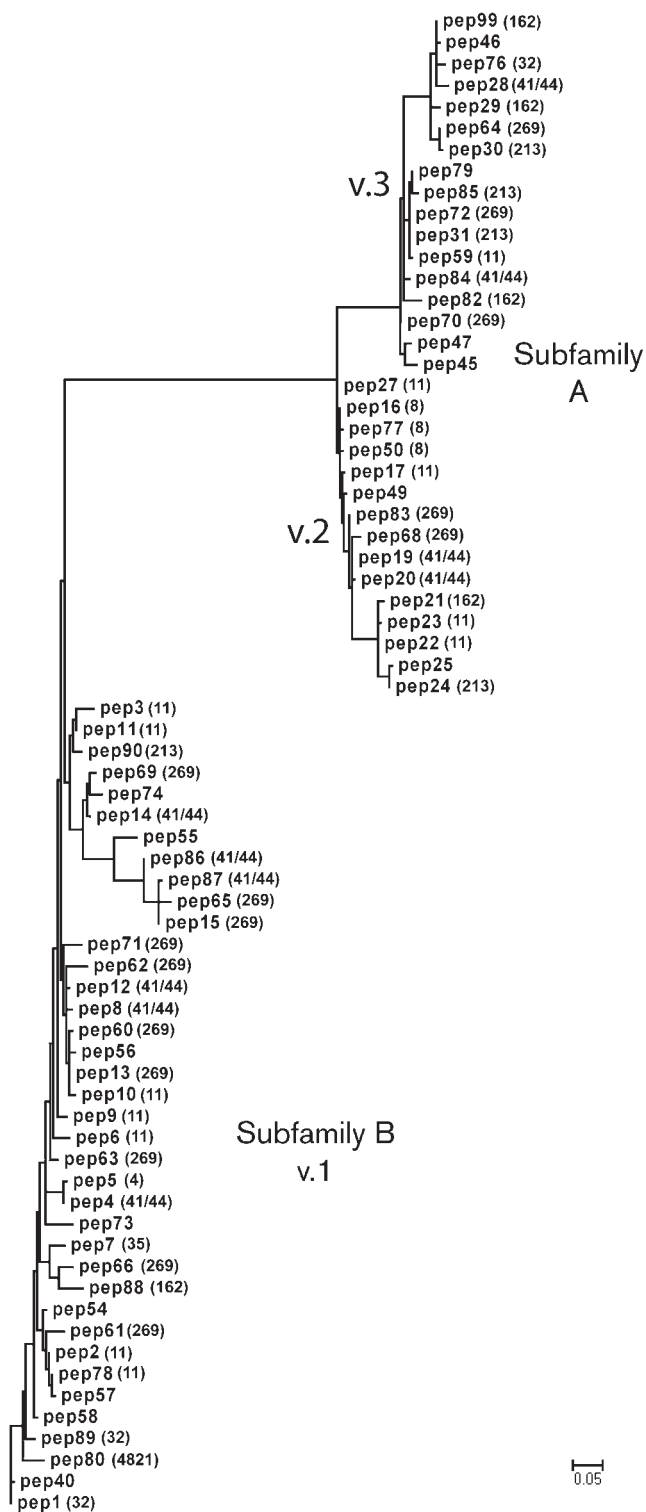 pep99 (162)
pep46
pep76 (32)
pep28 (41/44)
pep29 (162)
pep64 (269)
pep30 (213)
pep79
v.3
pep85 (213)
pep72 (269)
pep31 (213)
pep59 (11)
pep84 (41/44)
pep82 (162)
pep70 (269)
pep47
pep45
Subfamily
A
pep27 (11)
pep16 (8)
pep77 (8)
pep50 (8)
pep17 (11)
pep49
pep83 (269)
v.2
pep68 (269)
pep19 (41/44)
pep20 (41/44)
pep21 (162)
pep23 (11)
pep22 (11)
pep25
pep24 (213)
pep3 (11)
pep11 (11)
pep90 (213)
pep69 (269)
pep74
pep14 (41/44)
pep55
pep86 (41/44)
pep87 (41/44)
pep65 (269)
pep15 (269)
pep71 (269)
pep62 (269)
pep12 (41/44)
pep8 (41/44)
pep60 (269)
pep56
pep13 (269)
pep10 (11)
pep9 (11)
pep6 (11)
Subfamily B
v.1
pep63 (269)
pep5 (4)
pep4 (41/44)
pep73
pep7 (35)
pep66 (269)
pep88 (162)
pep54
pep61 (269)
pep2 (11)
pep78 (11)
pep57
pep58
pep89 (32)
pep80 (4821)
pep40
pep1 (32)
0.05